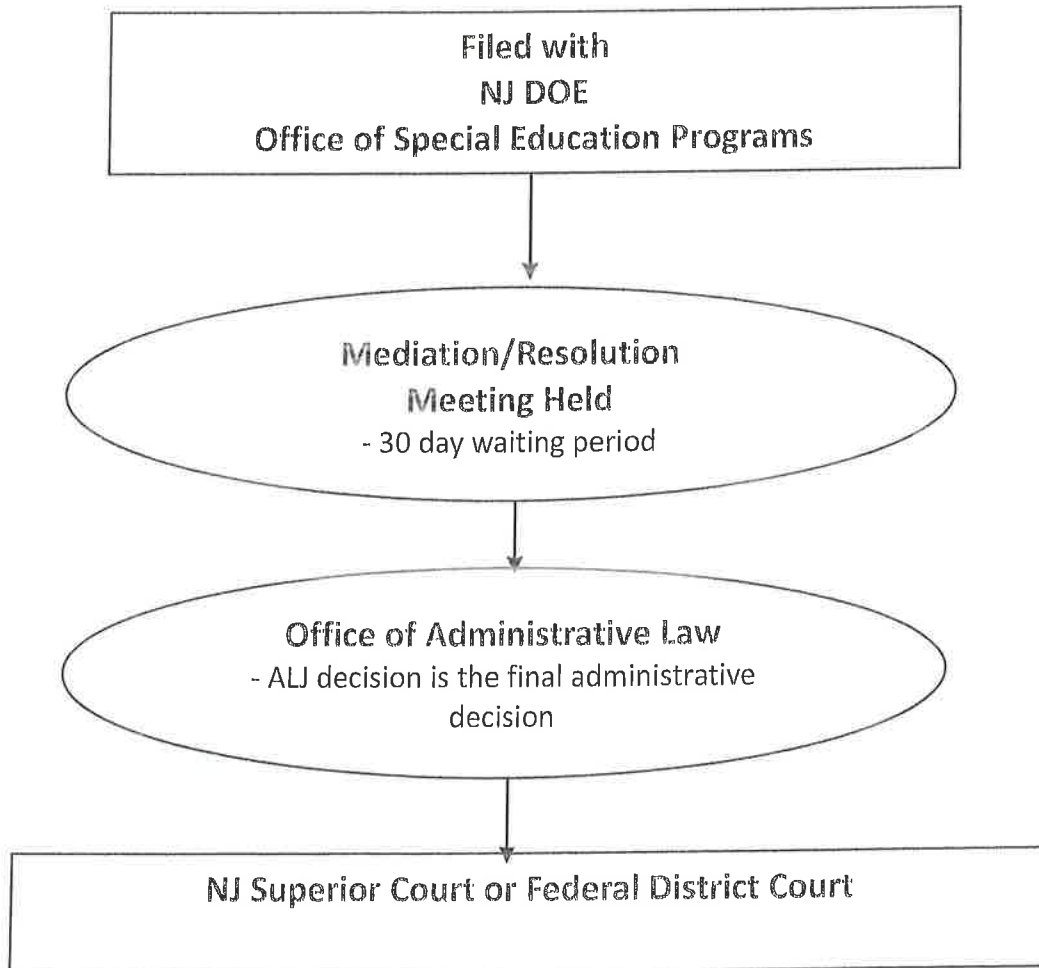 Filed with
NJ DOE
Office of Special Education Programs
Mediation/Resolution
Meeting Held
- 30 day waiting period
Office of Administrative Law
- ALJ decision is the final administrative
decision
NJ Superior Court or Federal District Court